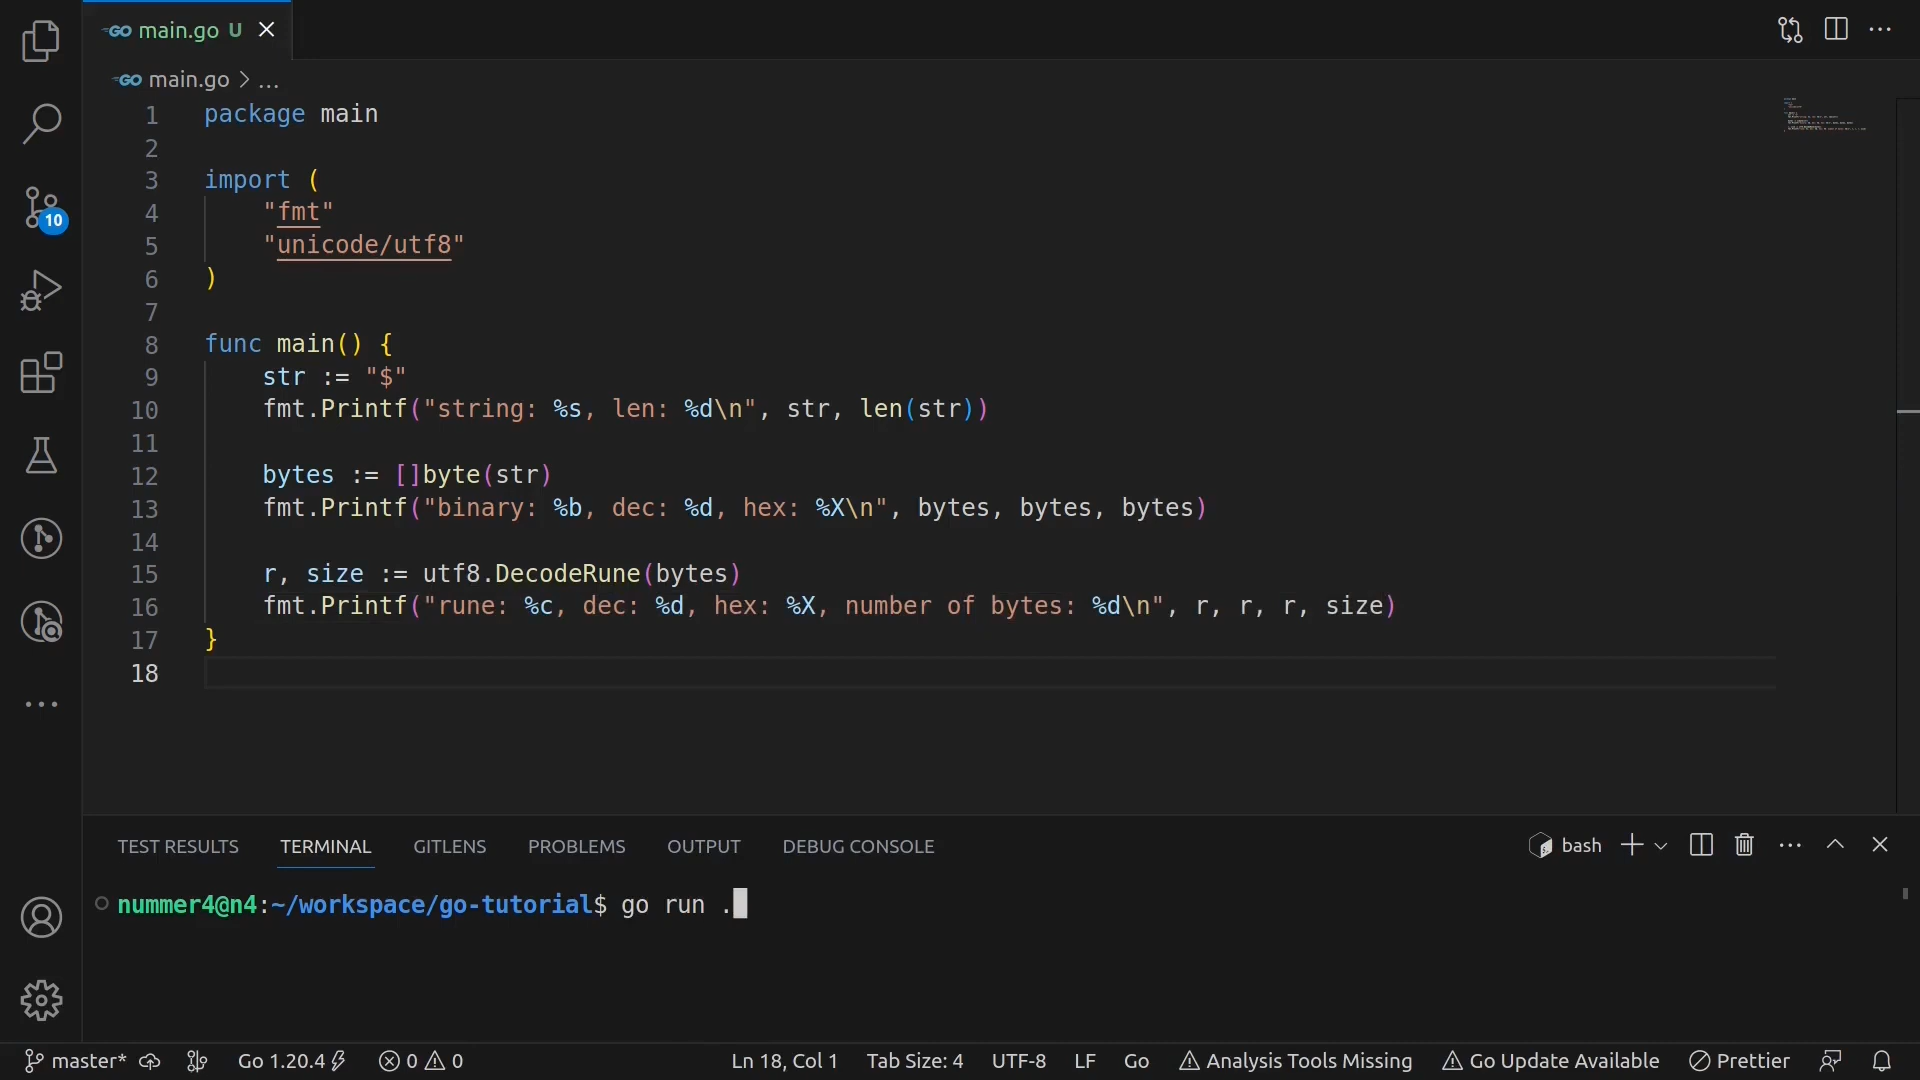 GO main.go U
GO main.go > ...
1 package main
2
3 import (
4 "fmt"
5 "unicode/utf8"
6 )
7
8 func main() {
9 str := "$"
10 fmt.Printf("string: %s, len: %d\n", str, len(str))
11
12 bytes := []byte(str)
13 fmt.Printf("binary: %b, dec: %d, hex: %X\n", bytes, bytes, bytes)
14
15 r, size := utf8.DecodeRune(bytes)
16 fmt.Printf("rune: %c, dec: %d, hex: %X, number of bytes: %d\n", r, r, r, size)
17 }
18
10
TEST RESULTS TERMINAL GITLENS PROBLEMS OUTPUT DEBUG CONSOLE bash
nummer4@n4:~/workspace/go-tutorial$ go run .
master* Go 1.20.4 0 0 Ln 18, Col 1 Tab Size: 4 UTF-8 LF Go Analysis Tools Missing Go Update Available Prettier